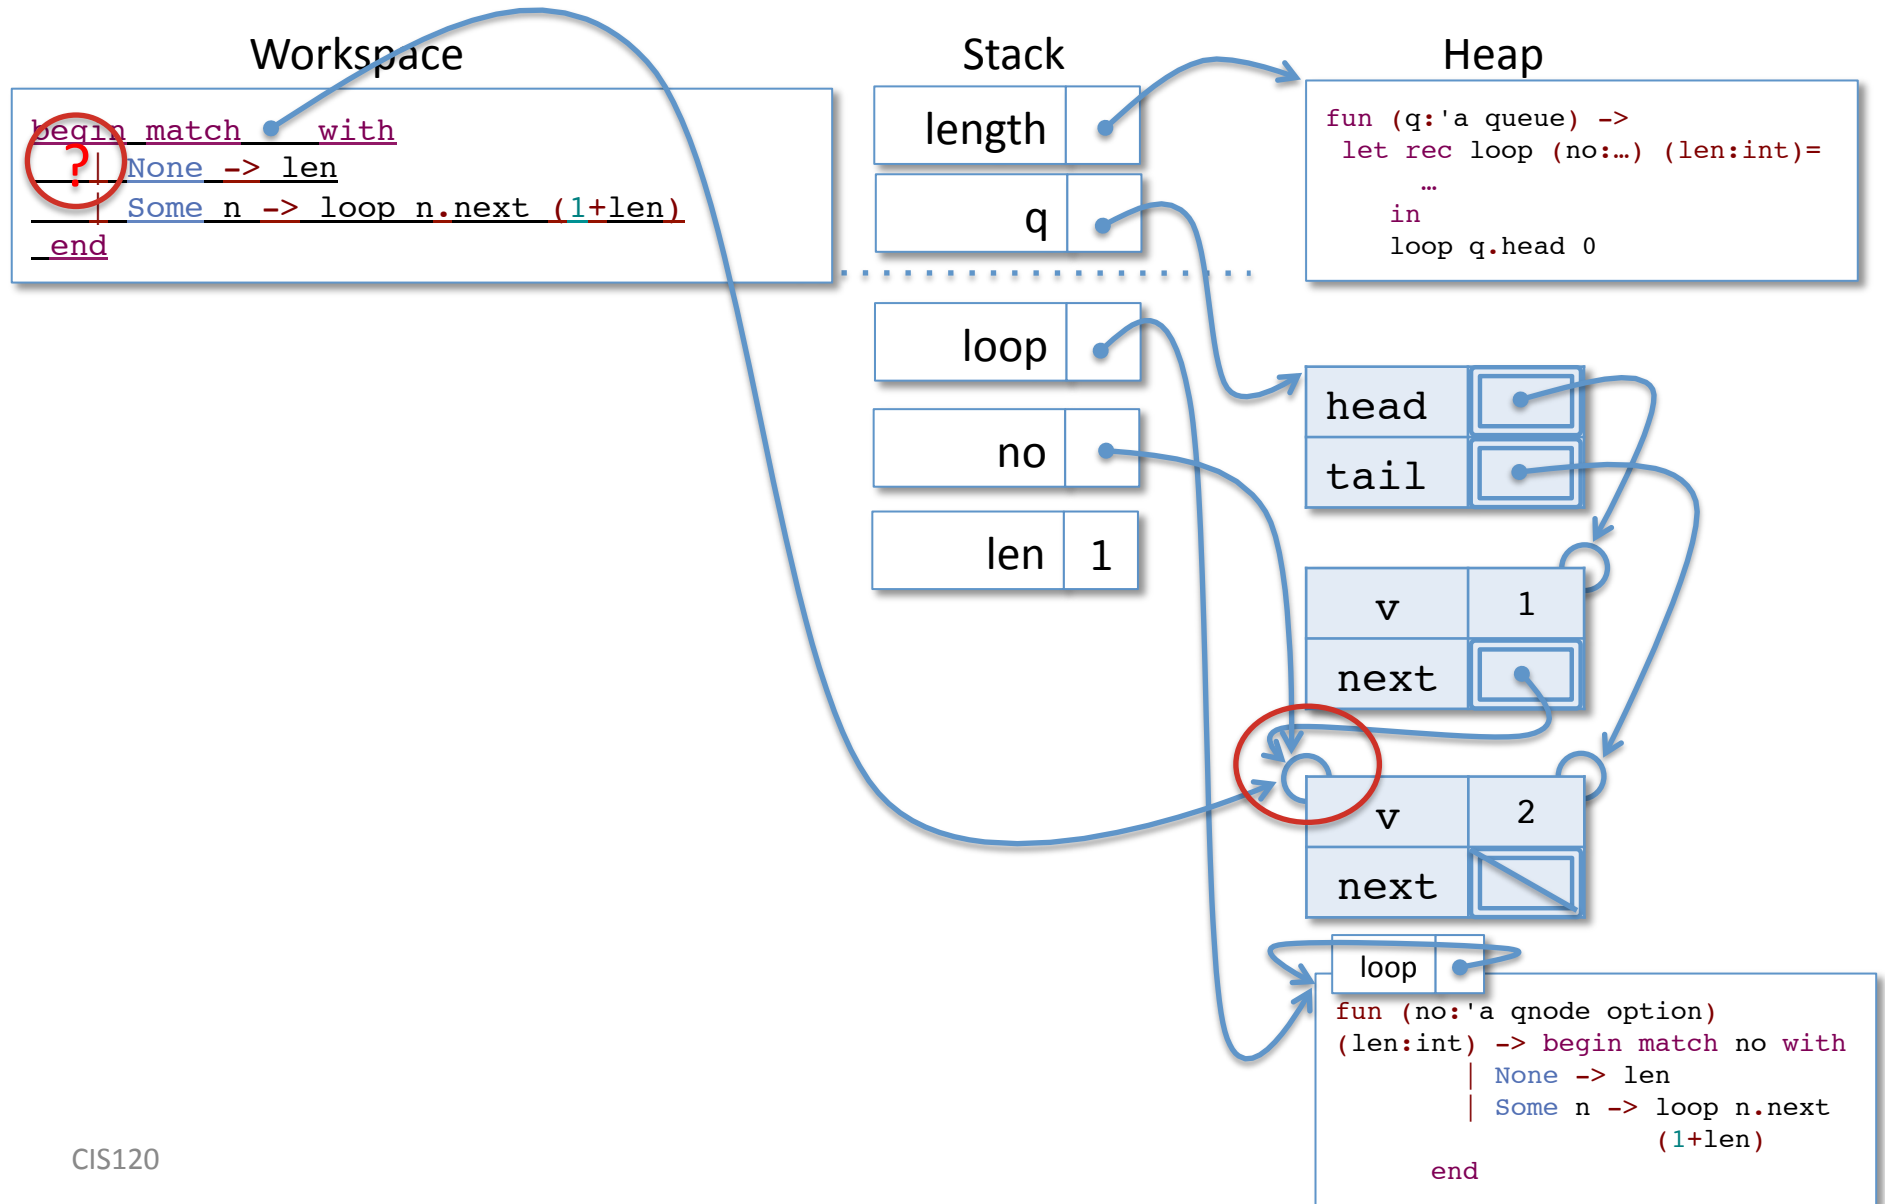 Workspace
begin match with
? | None -> len
| Some n -> loop n.next (1+len)
end
Stack
length
q
loop
no
len 1
Heap
fun (q:'a queue) ->
let rec loop (no:…) (len:int)=
…
in
loop q.head 0
head
tail
v 1
next
v 2
next
loop
fun (no:'a qnode option)
(len:int) -> begin match no with
| None -> len
| Some n -> loop n.next
(1+len)
end
CIS120